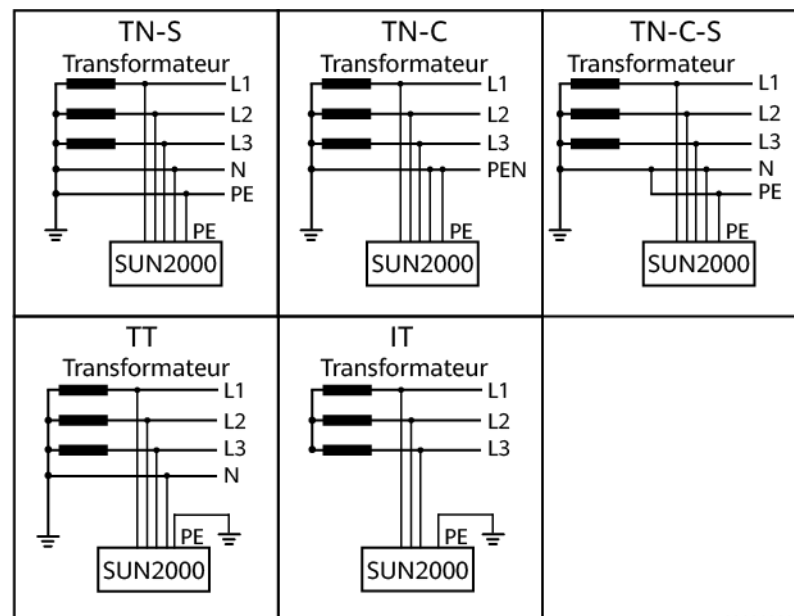 TN-S
Transformateur
L1
L2
L3
N
PE
PE
SUN2000
TN-C
Transformateur
L1
L2
L3
PEN
PE
SUN2000
TN-C-S
Transformateur
L1
L2
L3
N
PE
PE
SUN2000
TT
Transformateur
L1
L2
L3
N
PE
SUN2000
IT
Transformateur
L1
L2
L3
PE
SUN2000